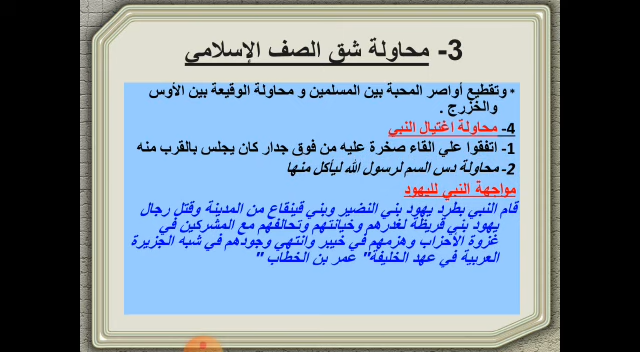 3- محاولة شق الصف الإسلامي
• وتقطيع أواصر المحبة بين المسلمين و محاولة الوقيعة بين الأوس
والخزرج .
4- محاولة اغتيال النبي
1- اتفقوا علي القاء صخرة عليه من فوق جدار كان يجلس بالقرب منه
2- محاولة دس السم لرسول الله ليأكل منها
مواجهة النبي لليهود
قام النبي بطرد يهود بني النضير وبني قينقاع من المدينة وقتل رجال
يهود بني قريظة لغدرهم وخيانتهم وتحالفهم مع المشركين في
غزوة الأحزاب وهزمهم في خيبر وانتهي وجودهم في شبه الجزيرة
العربية في عهد الخليفة" عمر بن الخطاب "